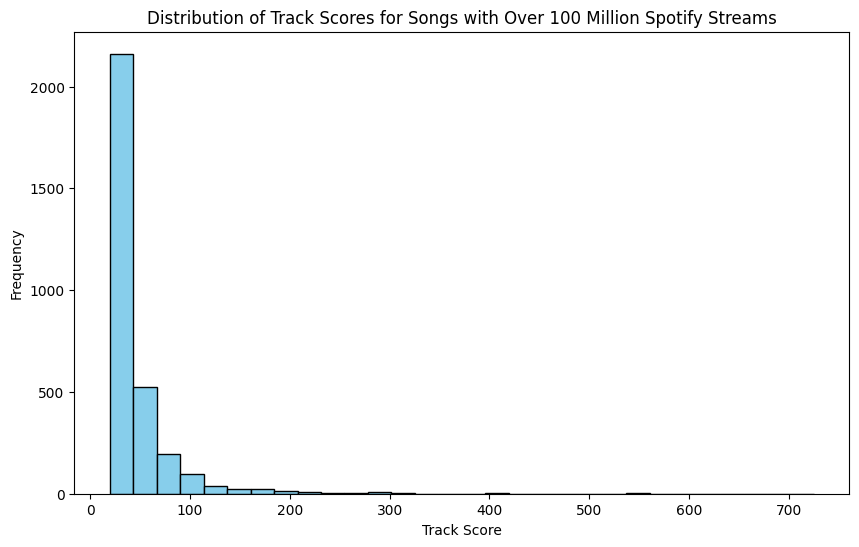 Distribution of Track Scores for Songs with Over 100 Million Spotify Streams
2000
1500
1000
500
0
Frequency
0 100 200 300 400 500 600 700
Track Score